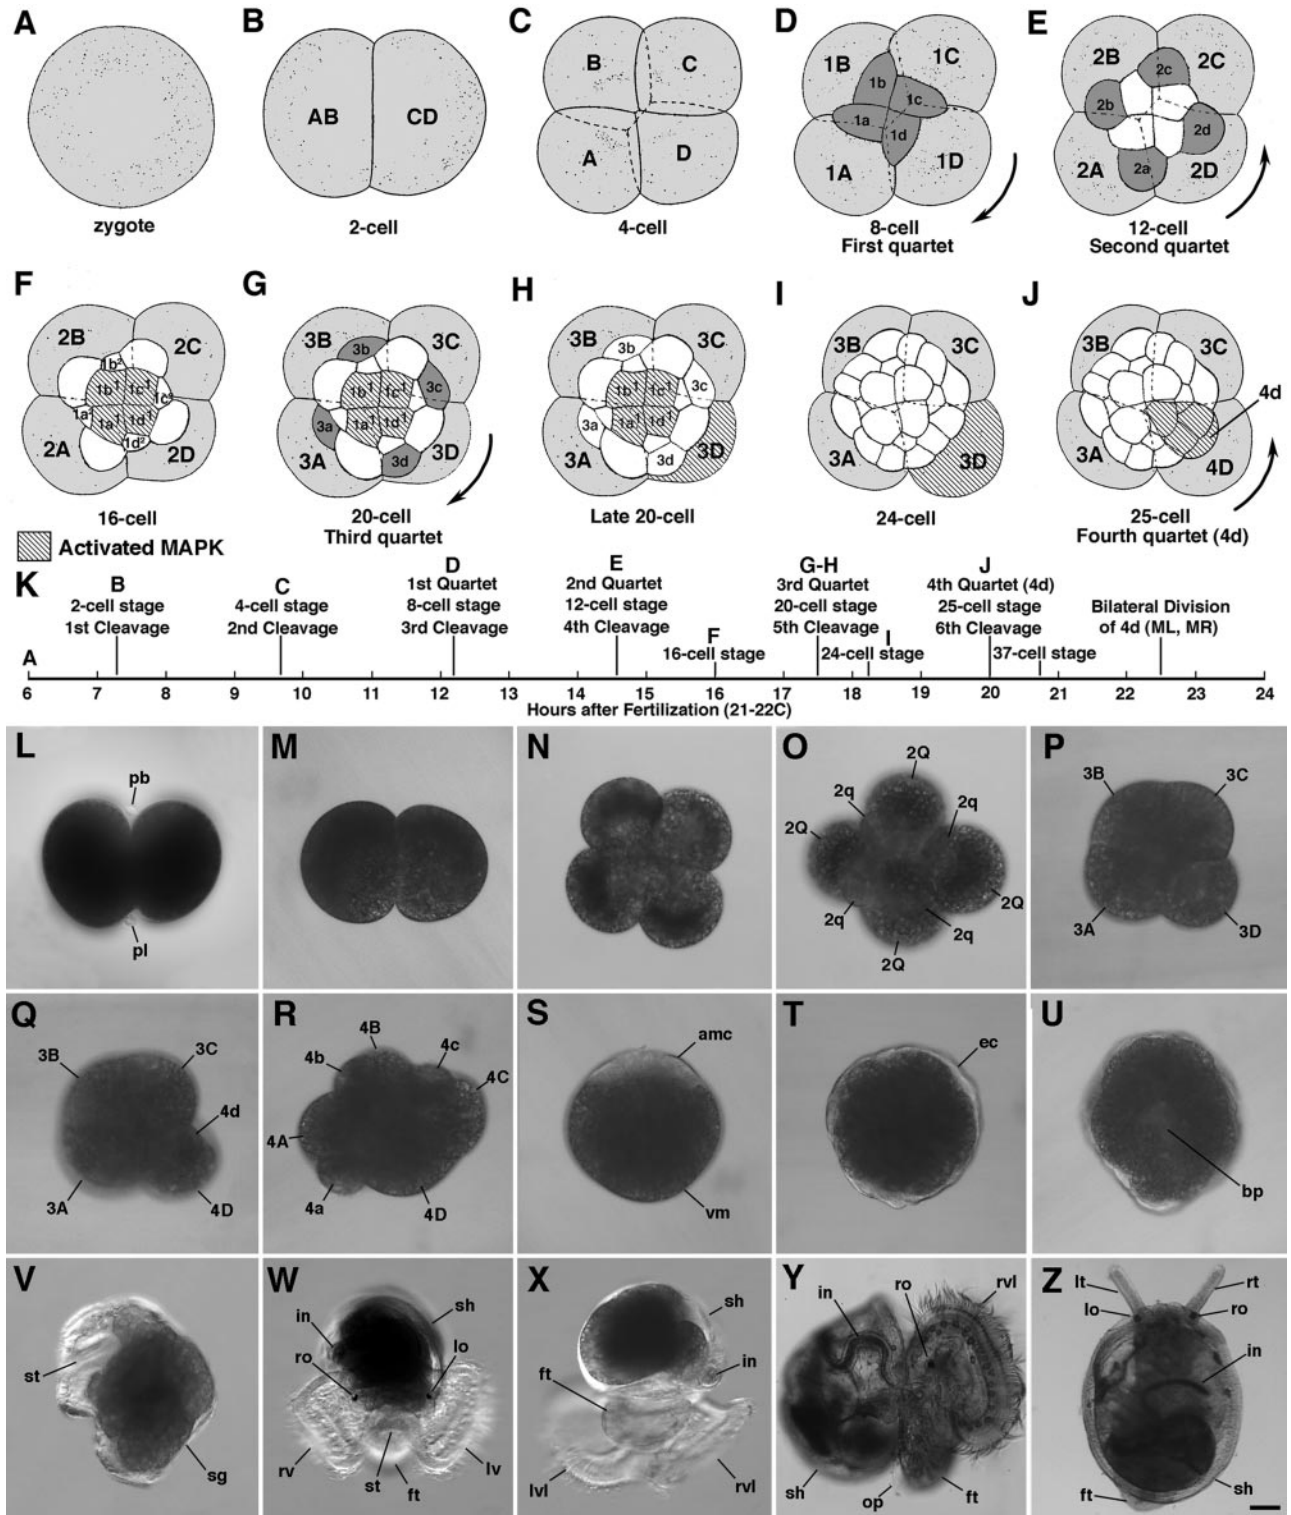 A
B
C
D
E
AB
CD
B
C
A
D
1B
1C
1b
1c
1a
1d
1A
1D
2B
2C
2c
2b
2d
2a
2A
2D
zygote
2-cell
4-cell
8-cell
First quartet
12-cell
Second quartet
F
G
H
I
J
2B
2C
1b²
1b¹
1c¹
1a¹
1d¹
1d²
2A
2D
3B
3b
3C
1b¹
1c¹
3c
3a
1a¹
1d¹
3A
3d
3D
3B
3b
3C
1b¹
1c¹
3c
3a
1a¹
1d¹
3A
3d
3D
3B
3C
3A
3D
3B
3C
4d
3A
4D
16-cell
20-cell
Third quartet
Late 20-cell
24-cell
25-cell
Fourth quartet (4d)
Activated MAPK
K
B
2-cell stage
1st Cleavage
C
4-cell stage
2nd Cleavage
D
1st Quartet
8-cell stage
3rd Cleavage
E
2nd Quartet
12-cell stage
4th Cleavage
F
16-cell stage
G-H
3rd Quartet
20-cell stage
5th Cleavage
I
24-cell stage
J
4th Quartet (4d)
25-cell stage
6th Cleavage
37-cell stage
Bilateral Division
of 4d (ML, MR)
A
6 7 8 9 10 11 12 13 14 15 16 17 18 19 20 21 22 23 24
Hours after Fertilization (21-22C)
L
pb
pl
M
N
O
2Q
2q
2q
2Q
2Q
2q
2q
2Q
P
3B
3C
3A
3D
Q
3B
3C
4d
3A
4D
R
4B
4b
4c
4C
4A
4a
4D
S
amc
vm
T
ec
U
bp
V
st
sg
W
in
sh
ro
lo
rv
lv
st
ft
X
sh
ft
in
lvl
rvl
Y
in
ro
rvl
sh
op
ft
Z
lt
rt
lo
ro
in
ft
sh